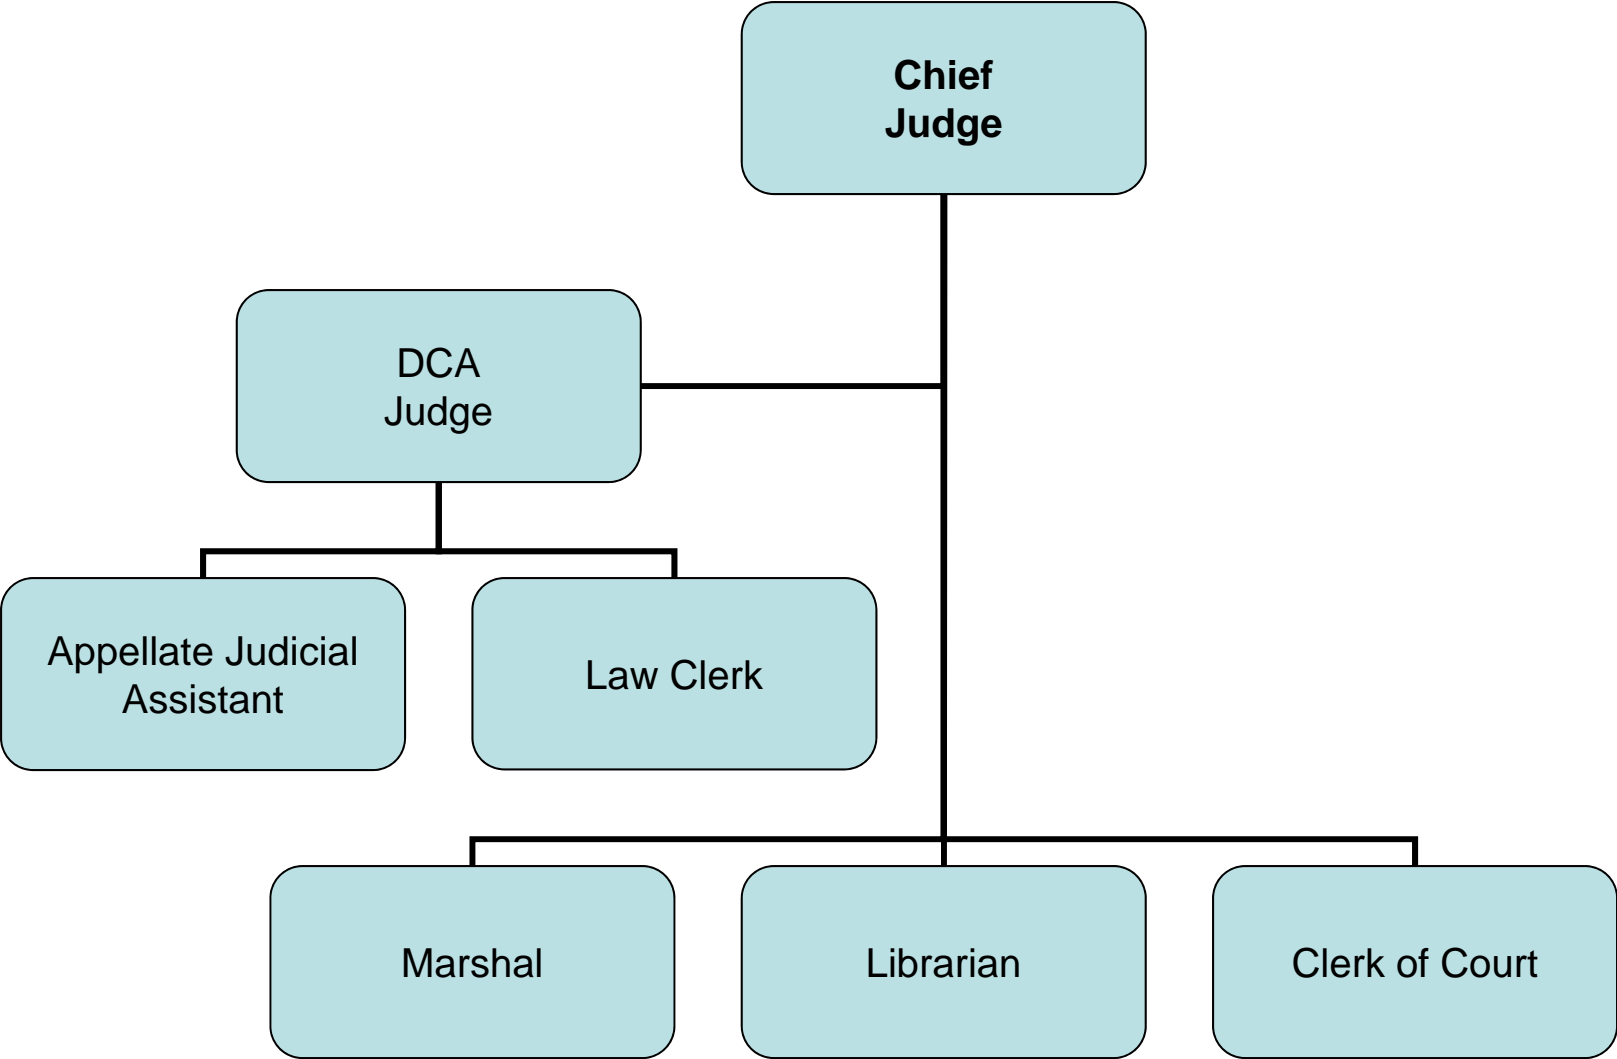 Chief
Judge
DCA
Judge
Appellate Judicial
Assistant
Law Clerk
Marshal
Librarian
Clerk of Court